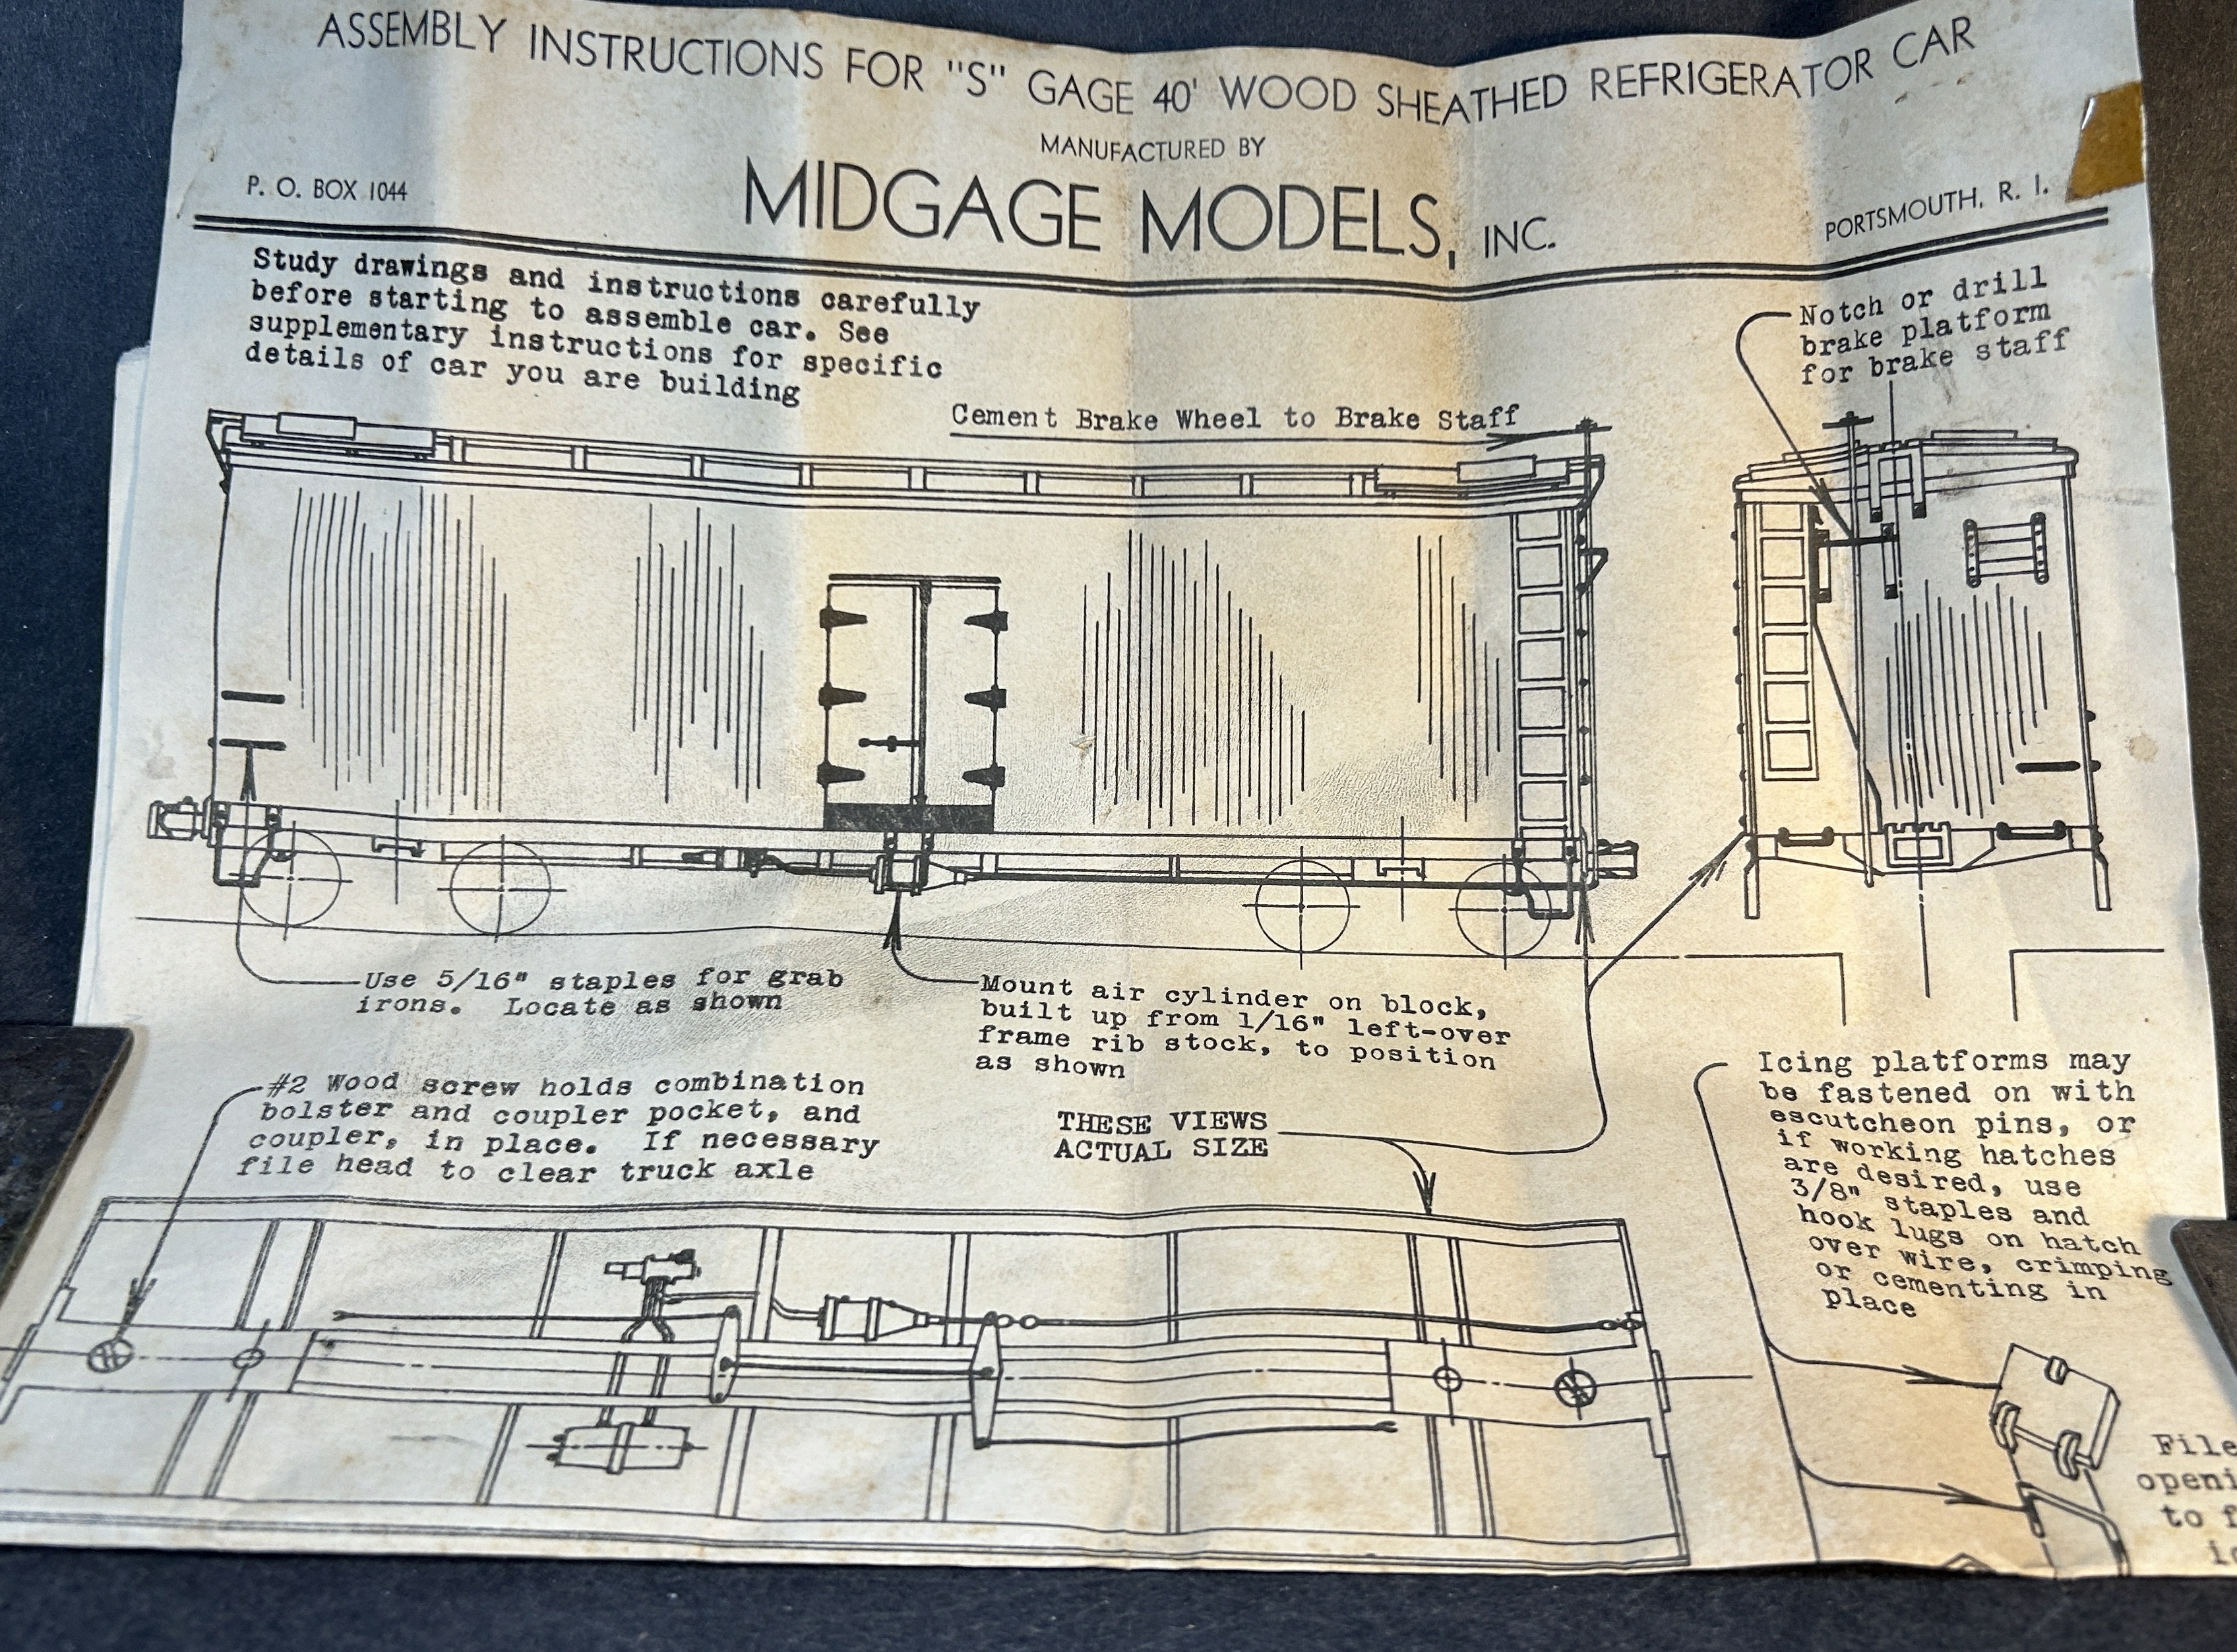 ASSEMBLY INSTRUCTIONS FOR "S" GAGE 40' WOOD SHEATHED REFRIGERATOR CAR
MANUFACTURED BY
P. O. BOX 1044
MIDGAGE MODELS, INC.
PORTSMOUTH, R. I.
Study drawings and instructions carefully
before starting to assemble car. See
supplementary instructions for specific
details of car you are building
Notch or drill
brake platform
for brake staff
Cement Brake Wheel to Brake Staff
Use 5/16" staples for grab
irons. Locate as shown
Mount air cylinder on block,
built up from 1/16" left-over
frame rib stock, to position
as shown
#2 Wood screw holds combination
bolster and coupler pocket, and
coupler, in place. If necessary
file head to clear truck axle
THESE VIEWS
ACTUAL SIZE
Icing platforms may
be fastened on with
escutcheon pins, or
if working hatches
are desired, use
3/8" staples and
hook lugs on hatch
over wire, crimping
or cementing in
place
File
openi
to f